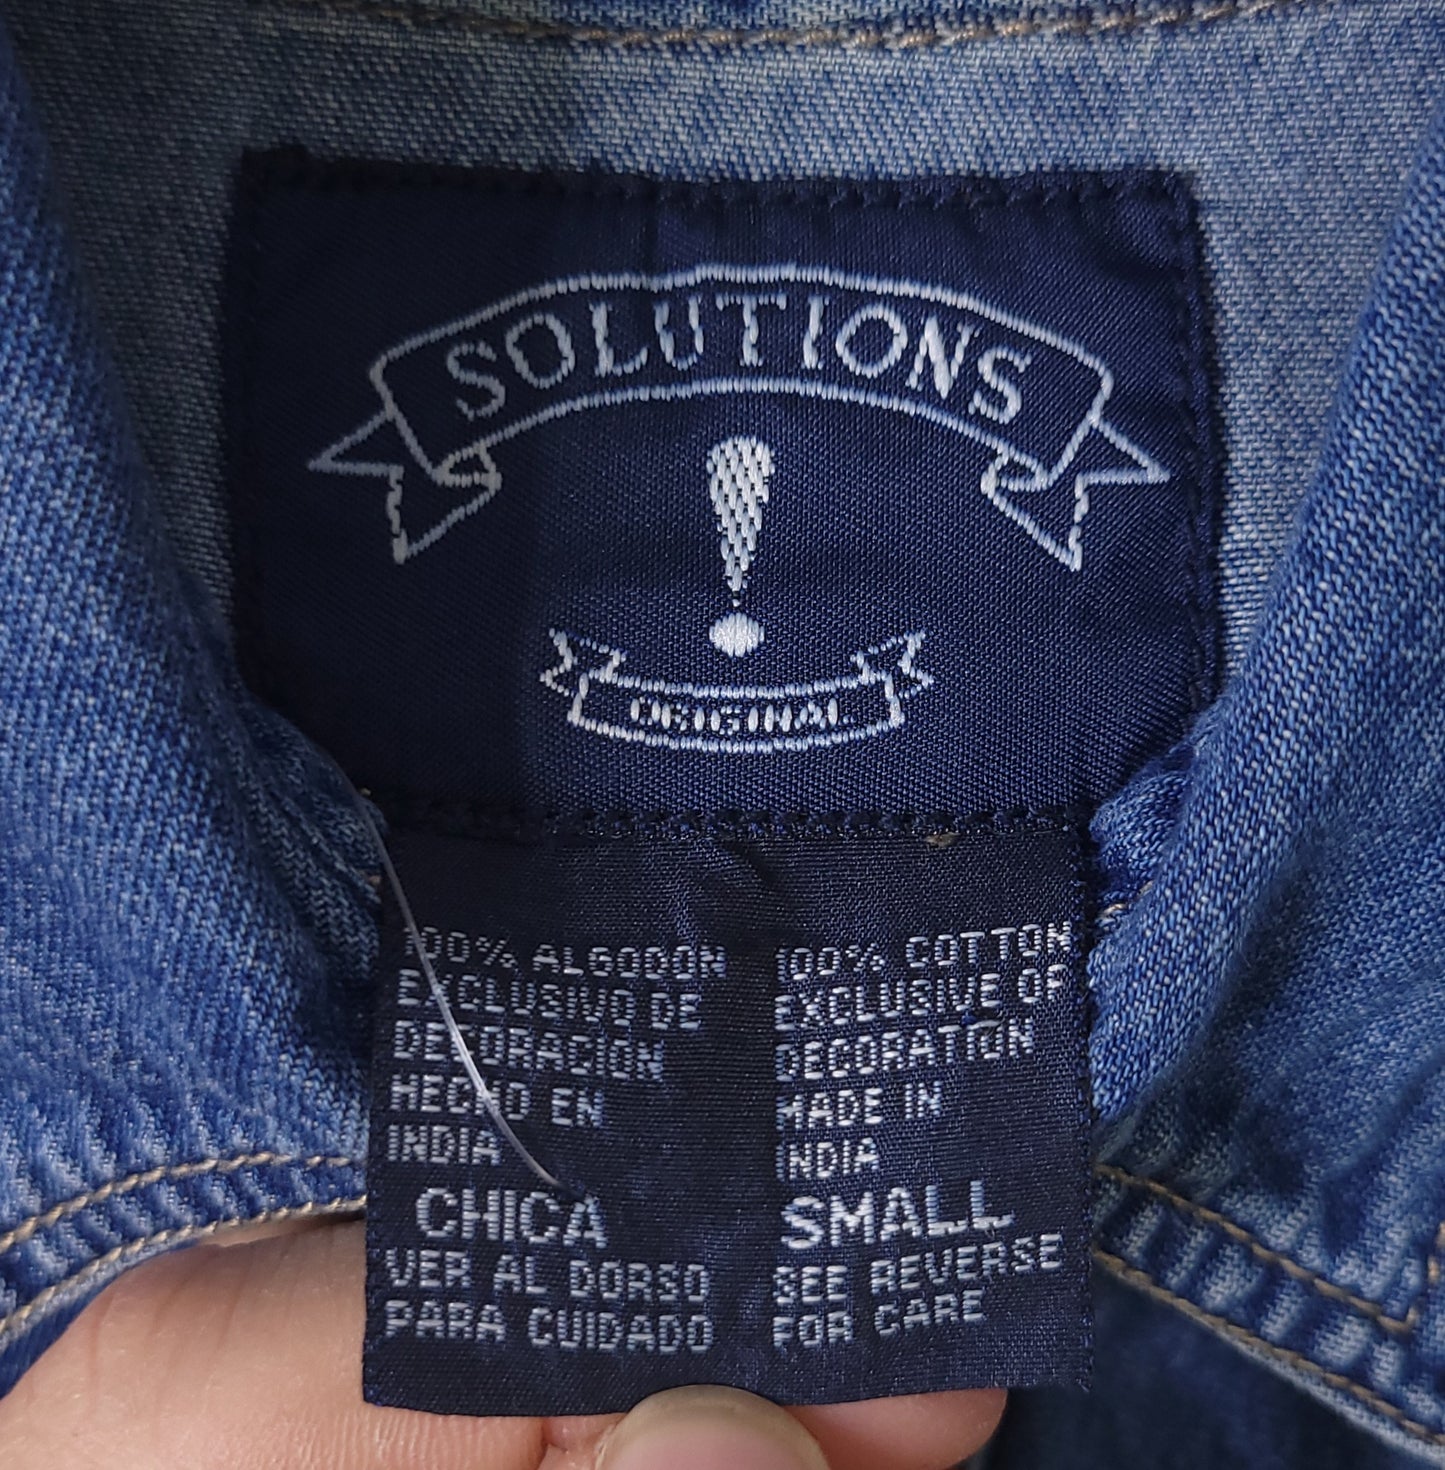 SOLUTIONS
!
ORIGINAL
100% ALGODON
EXCLUSIVO DE
DECORACION
HECHO EN
INDIA
CHICA
VER AL DORSO
PARA CUIDADO
100% COTTON
EXCLUSIVE OF
DECORATION
MADE IN
INDIA
SMALL
SEE REVERSE
FOR CARE